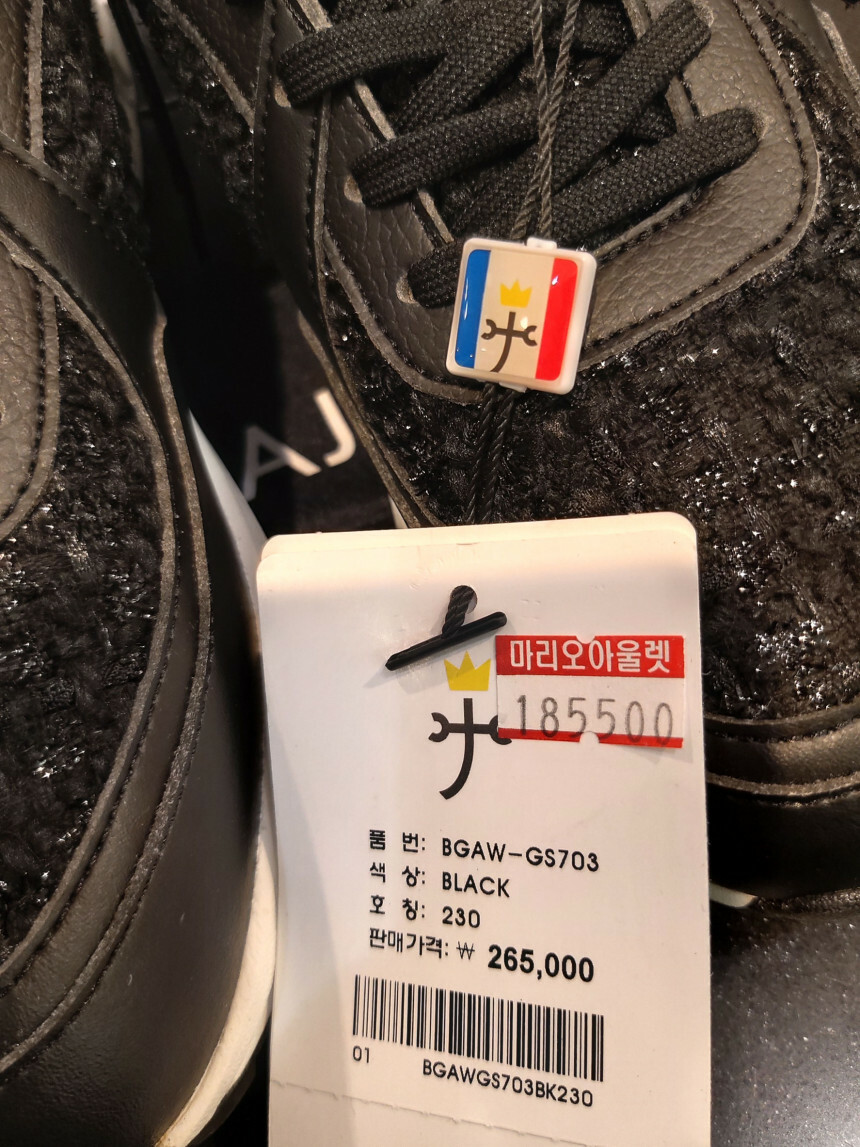 AJ
마리오아울렛
185500
품 번: BGAW-GS703
색 상: BLACK
호 칭: 230
판매가격: ₩ 265,000
01 BGAWGS703BK230